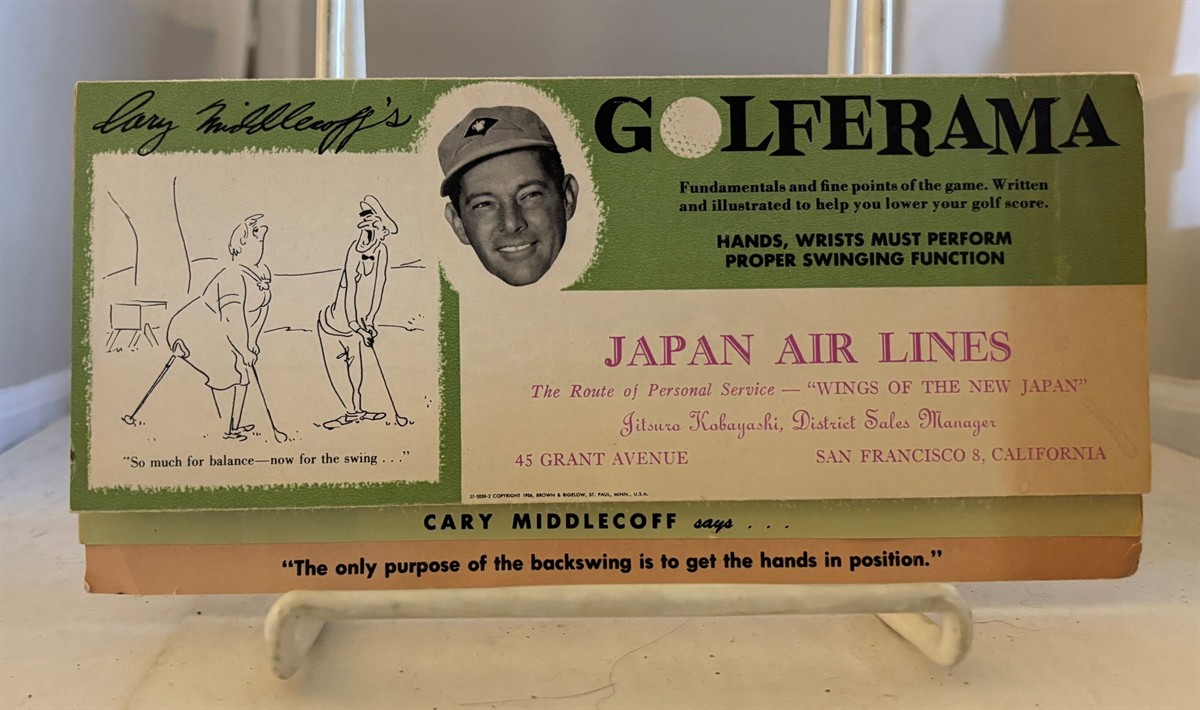 Cary Middlecoff's
GOLFERAMA
Fundamentals and fine points of the game. Written
and illustrated to help you lower your golf score.
HANDS, WRISTS MUST PERFORM
PROPER SWINGING FUNCTION
"So much for balance—now for the swing . . ."
JAPAN AIR LINES
The Route of Personal Service — "WINGS OF THE NEW JAPAN"
Jitsuro Kobayashi, District Sales Manager
45 GRANT AVENUE
SAN FRANCISCO 8, CALIFORNIA
COPYRIGHT 1956, BROWN & BIGELOW, ST. PAUL, MINN., U.S.A.
CARY MIDDLECOFF says . . .
"The only purpose of the backswing is to get the hands in position."